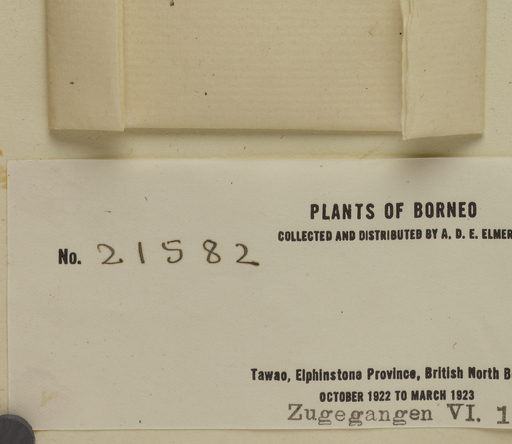 PLANTS OF BORNEO
COLLECTED AND DISTRIBUTED BY A. D. E. ELMER
No. 21582
Tawao, Elphinstone Province, British North B
OCTOBER 1922 TO MARCH 1923
Zugegangen VI. 1